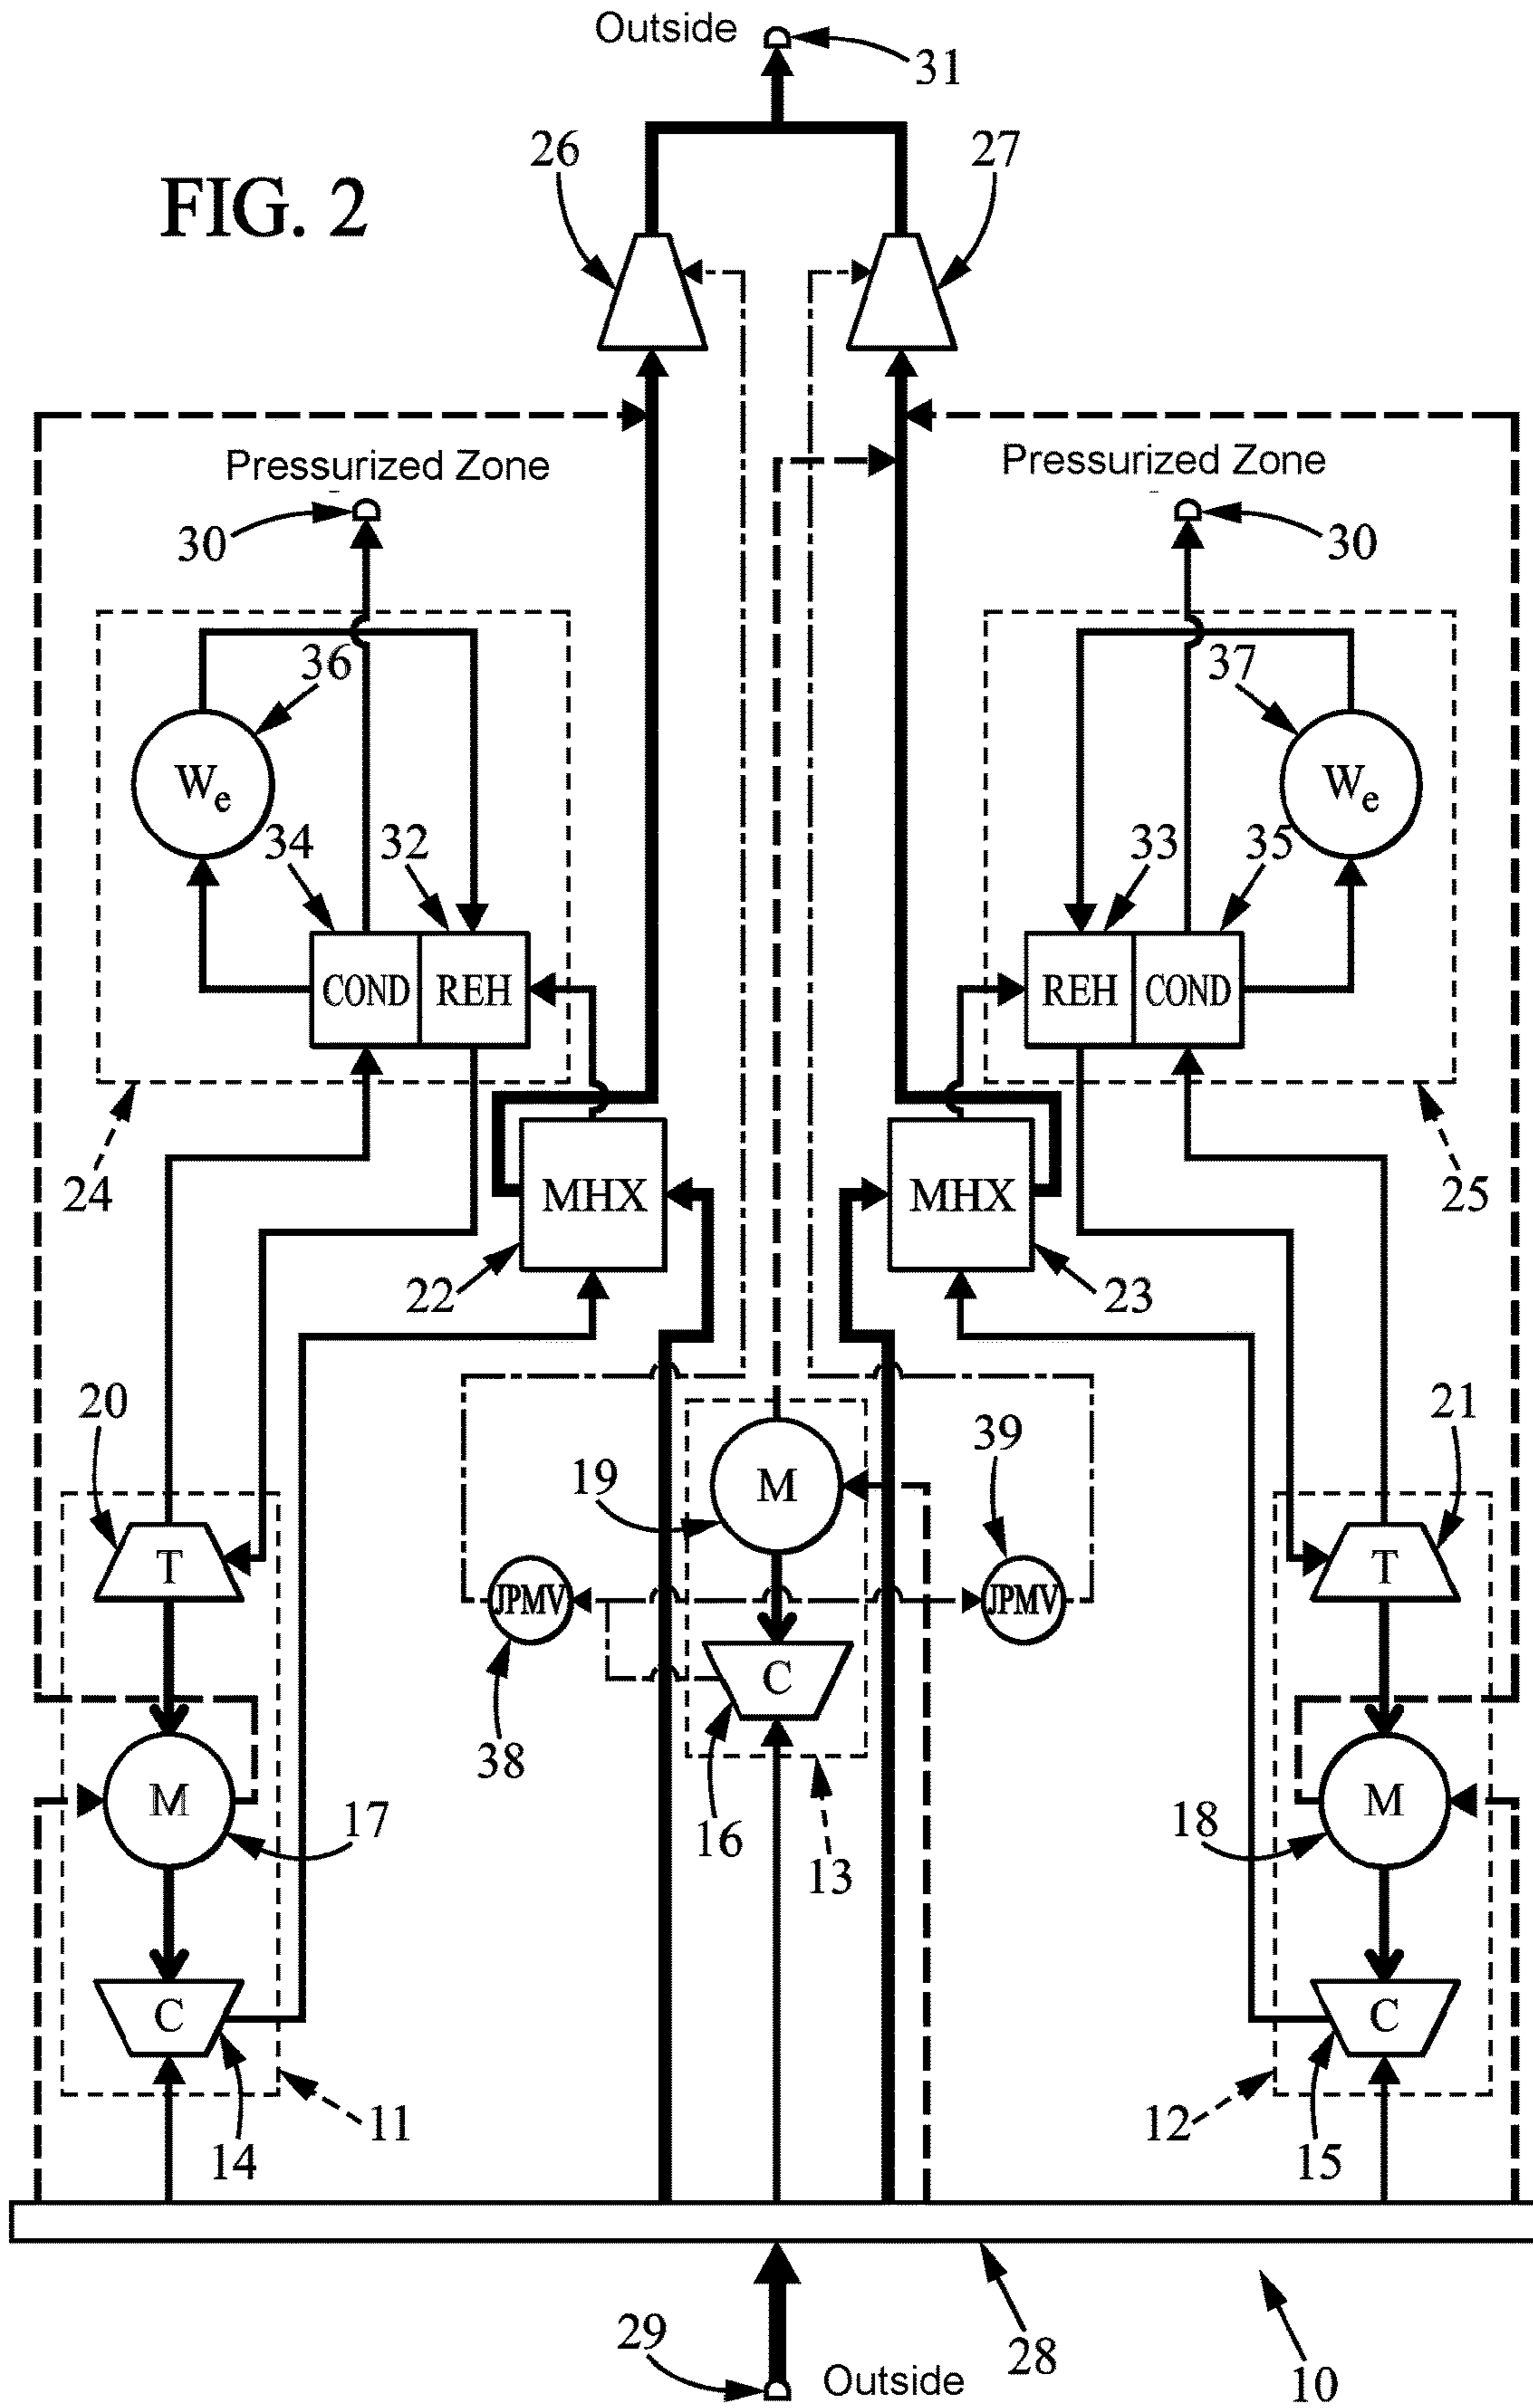 Outside
31
26
27
FIG. 2
Pressurized Zone
Pressurized Zone
30
30
36
37
We
We
34
32
33
35
COND
REH
REH
COND
24
MHX
MHX
25
22
23
20
21
39
19
M
T
T
JPMV
JPMV
C
38
M
M
17
16
18
13
C
C
11
12
14
15
29
28
Outside
10